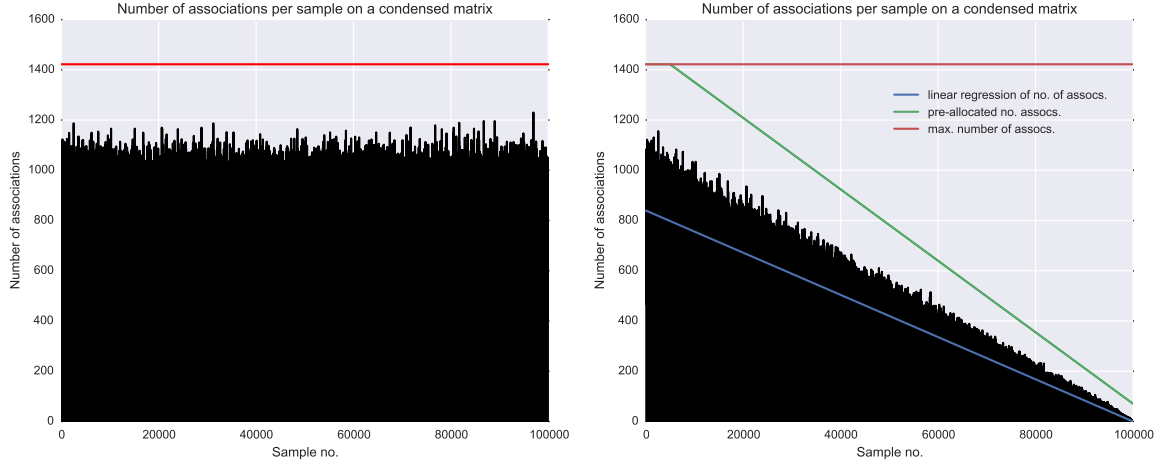 Number of associations per sample on a condensed matrix
1600
1400
1200
1000
800
600
400
200
0
Number of associations
0 20000 40000 60000 80000 100000
Sample no.
Number of associations per sample on a condensed matrix
1600
1400
1200
1000
800
600
400
200
0
Number of associations
linear regression of no. of assocs.
pre-allocated no. assocs.
max. number of assocs.
0 20000 40000 60000 80000 100000
Sample no.